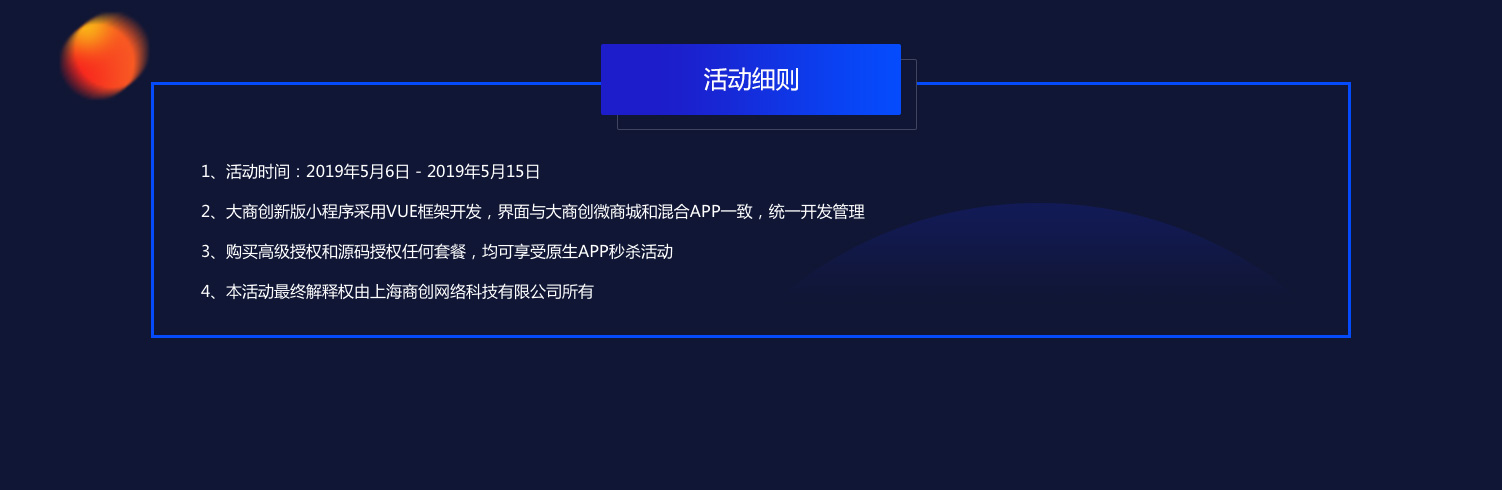 活动细则
1、活动时间：2019年5月6日 - 2019年5月15日
2、大商创新版小程序采用VUE框架开发，界面与大商创微商城和混合APP一致，统一开发管理
3、购买高级授权和源码授权任何套餐，均可享受原生APP秒杀活动
4、本活动最终解释权由上海商创网络科技有限公司所有